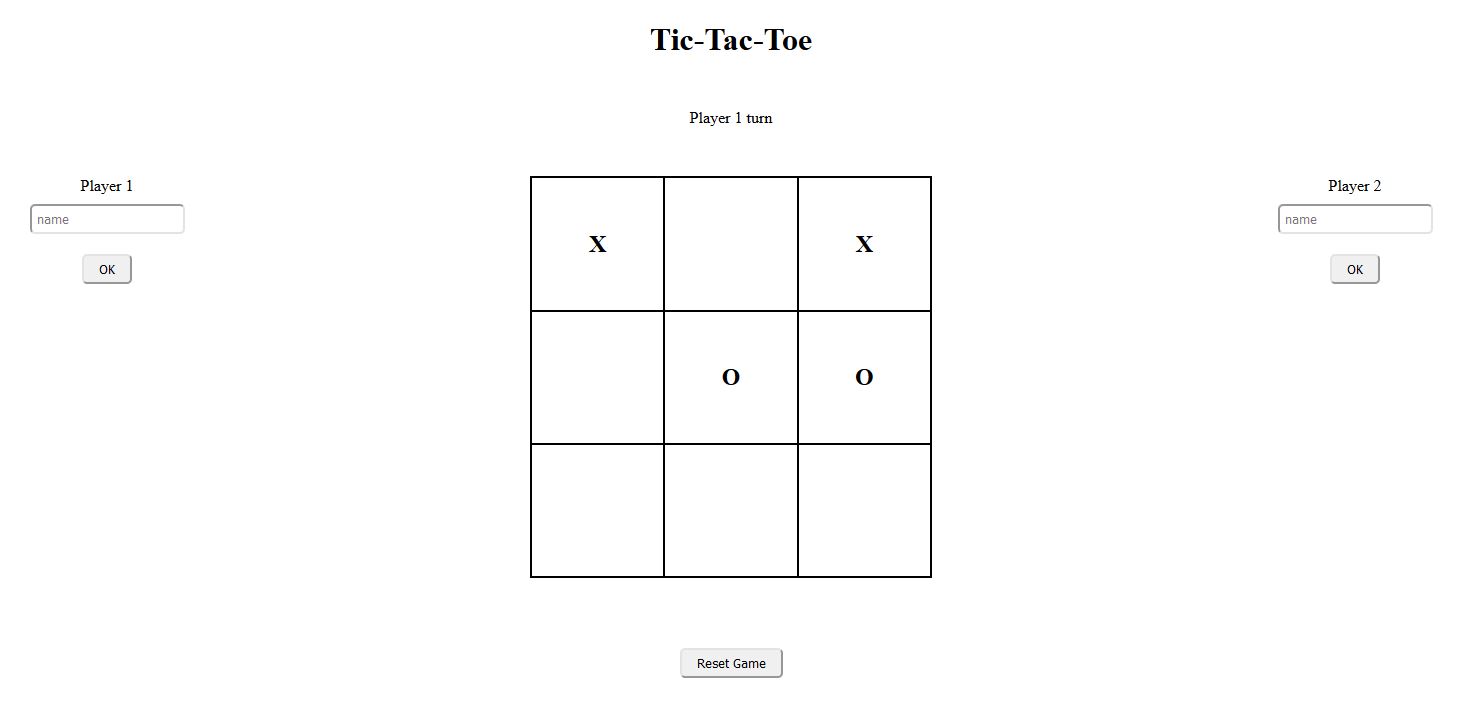 Tic-Tac-Toe
Player 1 turn
Player 1
name
OK
X X
O O
Player 2
name
OK
Reset Game